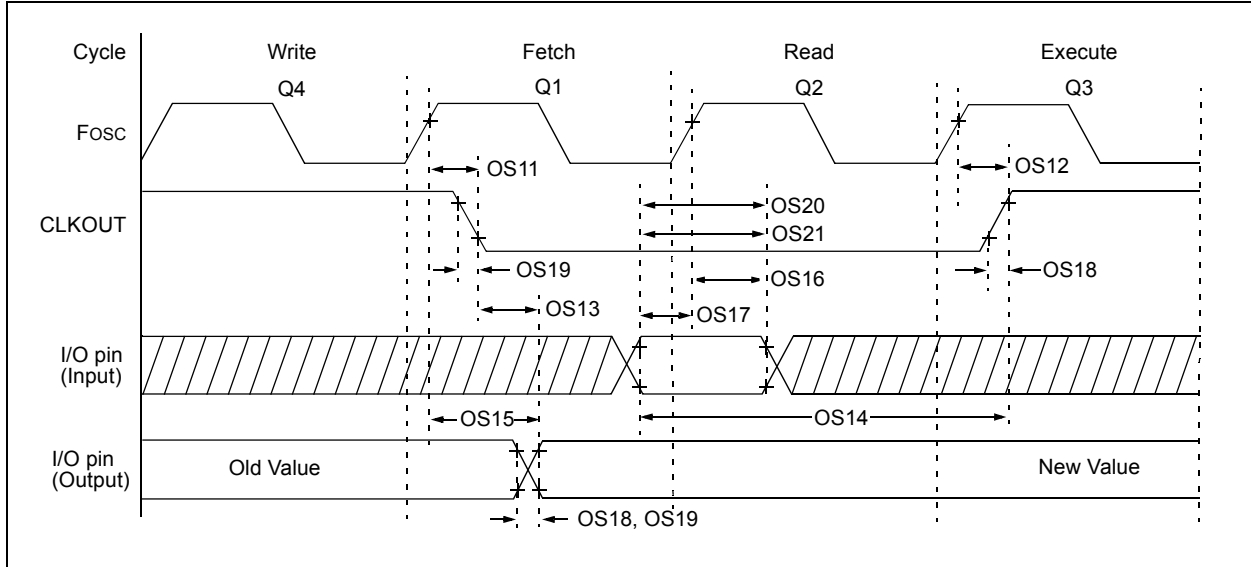 Cycle Write Fetch Read Execute
Q4 Q1 Q2 Q3
FOSC
OS11 OS12
OS20
CLKOUT
OS21
OS19 OS16 OS18
OS13 OS17
I/O pin
(Input)
OS15 OS14
I/O pin
(Output)
Old Value New Value
OS18, OS19